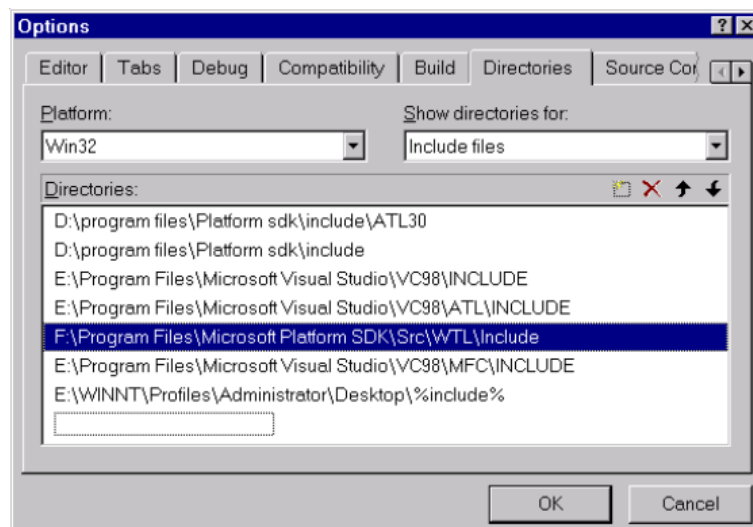 Options
Editor Tabs Debug Compatibility Build Directories Source Cor
Platform: Show directories for:
Win32 Include files
Directories:
D:\program files\Platform sdk\include\ATL30
D:\program files\Platform sdk\include
E:\Program Files\Microsoft Visual Studio\VC98\INCLUDE
E:\Program Files\Microsoft Visual Studio\VC98\ATL\INCLUDE
F:\Program Files\Microsoft Platform SDK\Src\WTL\Include
E:\Program Files\Microsoft Visual Studio\VC98\MFC\INCLUDE
E:\WINNT\Profiles\Administrator\Desktop\%include%
OK Cancel